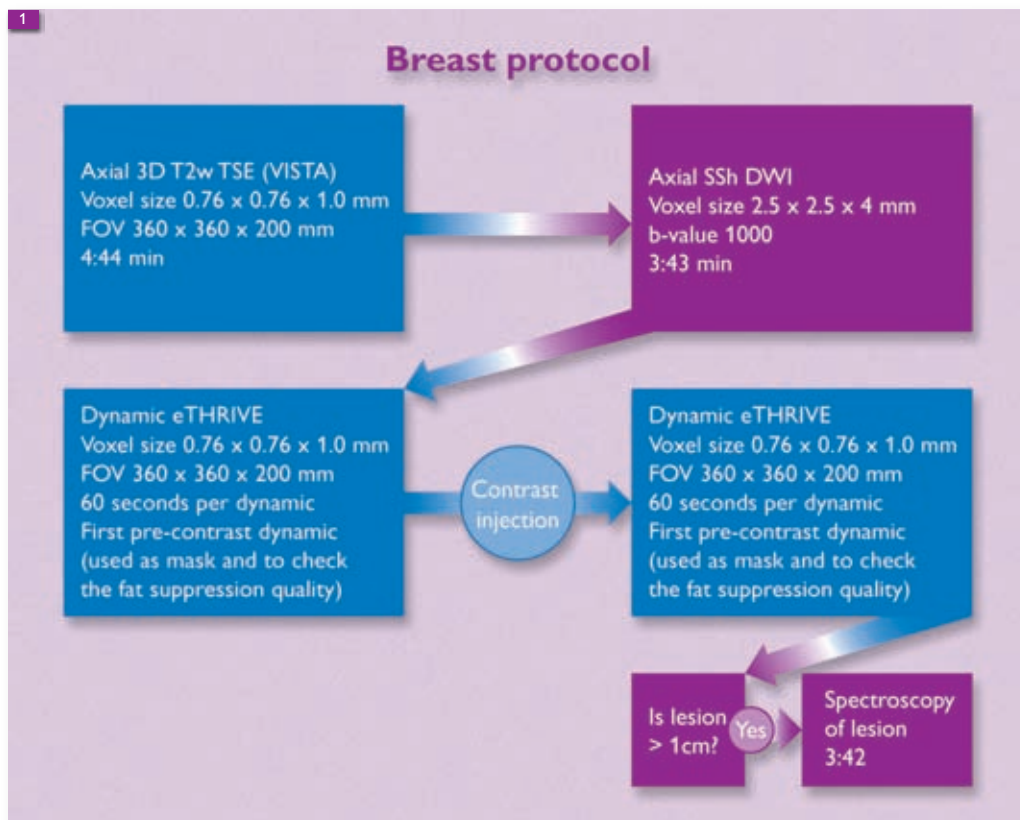 1
Breast protocol
Axial 3D T2w TSE (VISTA)
Voxel size 0.76 x 0.76 x 1.0 mm
FOV 360 x 360 x 200 mm
4:44 min
Axial SSh DWI
Voxel size 2.5 x 2.5 x 4 mm
b-value 1000
3:43 min
Dynamic eTHRIVE
Voxel size 0.76 x 0.76 x 1.0 mm
FOV 360 x 360 x 200 mm
60 seconds per dynamic
First pre-contrast dynamic
(used as mask and to check
the fat suppression quality)
Contrast
injection
Dynamic eTHRIVE
Voxel size 0.76 x 0.76 x 1.0 mm
FOV 360 x 360 x 200 mm
60 seconds per dynamic
First pre-contrast dynamic
(used as mask and to check
the fat suppression quality)
Is lesion
> 1cm?
Yes
Spectroscopy
of lesion
3:42